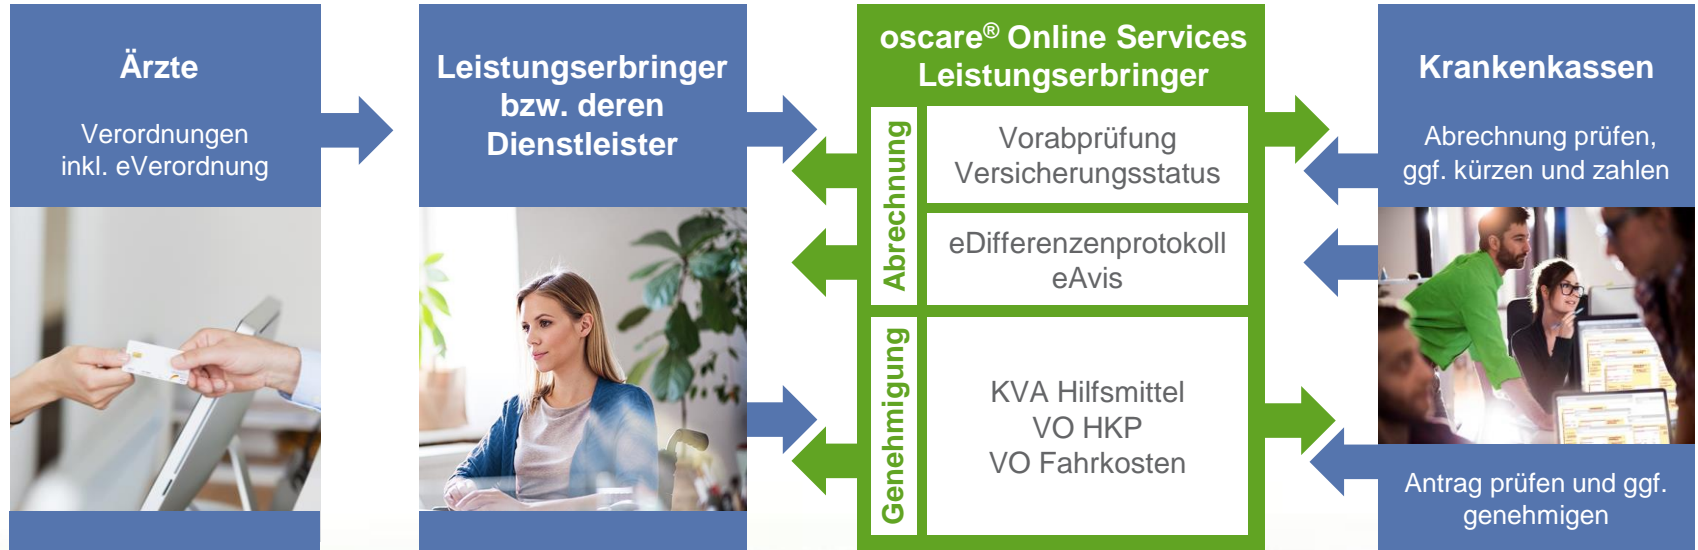 Ärzte
Verordnungen
inkl. eVerordnung
Leistungserbringer
bzw. deren
Dienstleister
oscare® Online Services
Leistungserbringer
Abrechnung
Vorabprüfung
Versicherungsstatus
eDifferenzenprotokoll
eAvis
Genehmigung
KVA Hilfsmittel
VO HKP
VO Fahrkosten
Krankenkassen
Abrechnung prüfen,
ggf. kürzen und zahlen
Antrag prüfen und ggf.
genehmigen